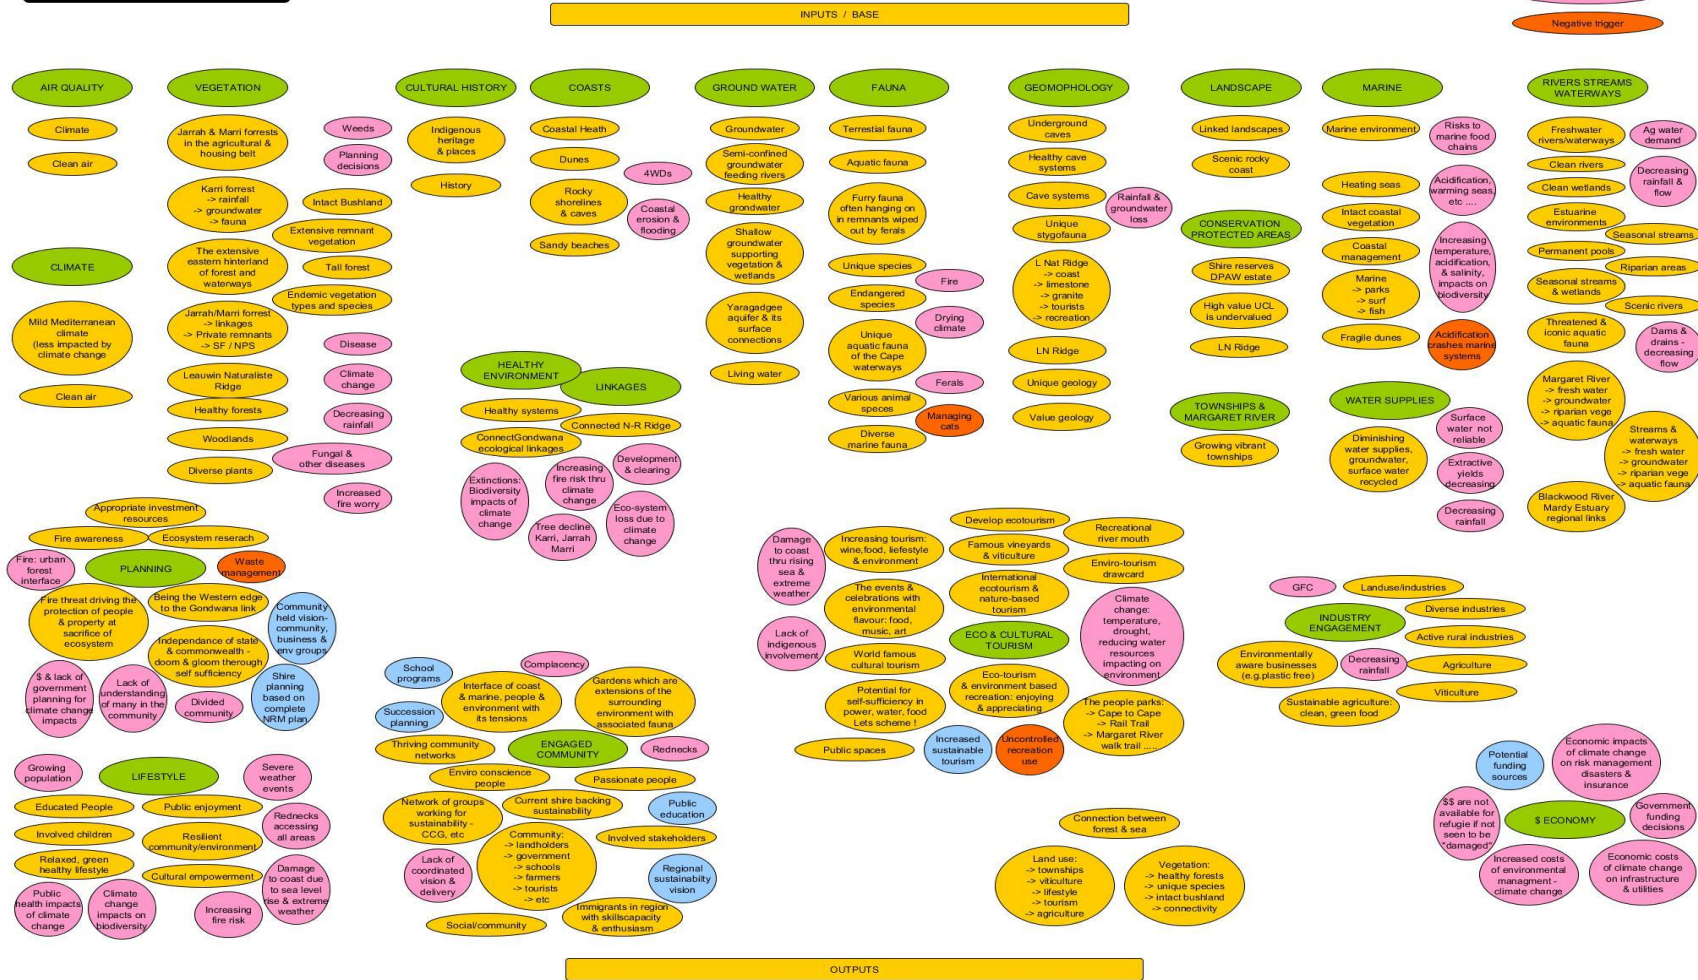 INPUTS / BASE
Negative trigger
AIR QUALITY
Climate
Clean air
CLIMATE
Mild Mediterranean
climate
(less impacted by
climate change
Clean air
VEGETATION
Jarrah & Marri forrests
in the agricultural &
housing belt
Karri forrest
-> rainfall
-> groundwater
-> fauna
The extensive
eastern hinterland
of forest and
waterways
Jarrah/Marri forrest
-> linkages
-> Private remnants
-> SF / NPS
Leauwin Naturaliste
Ridge
Healthy forests
Woodlands
Diverse plants
Weeds
Planning
decisions
Intact Bushland
Extensive remnant
vegetation
Tall forest
Endemic vegetation
types and species
Disease
Climate
change
Decreasing
rainfall
Fungal &
other diseases
Increased
fire worry
CULTURAL HISTORY
Indigenous
heritage
& places
History
COASTS
Coastal Heath
Dunes
Rocky
shorelines
& caves
Sandy beaches
4WDs
Coastal
erosion &
flooding
HEALTHY
ENVIRONMENT
LINKAGES
Healthy systems
Connected N-R Ridge
ConnectGondwana
ecological linkages
Extinctions:
Biodiversity
impacts of
climate
change
Increasing
fire risk thru
climate
change
Development
& clearing
Tree decline
Karri, Jarrah
Marri
Eco-system
loss due to
climate
change
GROUND WATER
Groundwater
Semi-confined
groundwater
feeding rivers
Healthy
grondwater
Shallow
groundwater
supporting
vegetation &
wetlands
Yaragadgee
aquifer & its
surface
connections
Living water
FAUNA
Terrestial fauna
Aquatic fauna
Furry fauna
often hanging on
in remnants wiped
out by ferals
Unique species
Endangered
species
Unique
aquatic fauna
of the Cape
waterways
Various animal
speces
Diverse
marine fauna
Fire
Drying
climate
Ferals
Managing
cats
GEOMOPHOLOGY
Underground
caves
Healthy cave
systems
Cave systems
Unique
stygofauna
L Nat Ridge
-> coast
-> limestone
-> granite
-> tourists
-> recreation
LN Ridge
Unique geology
Value geology
Rainfall &
groundwater
loss
LANDSCAPE
Linked landscapes
Scenic rocky
coast
CONSERVATION
PROTECTED AREAS
Shire reserves
DPAW estate
High value UCL
is undervalued
LN Ridge
TOWNSHIPS &
MARGARET RIVER
Growing vibrant
townships
MARINE
Marine environment
Heating seas
Intact coastal
vegetation
Coastal
management
Marine
-> parks
-> surf
-> fish
Fragile dunes
Risks to
marine food
chains
Acidification,
warming seas,
etc ....
Increasing
temperature,
acidification,
& salinity,
impacts on
biodiversity
Acidification
crashes marine
systems
WATER SUPPLIES
Diminishing
water supplies,
groundwater,
surface water
recycled
Surface
water not
reliable
Extractive
yields
decreasing
Decreasing
rainfall
RIVERS STREAMS
WATERWAYS
Freshwater
rivers/waterways
Clean rivers
Clean wetlands
Estuarine
environments
Permanent pools
Seasonal streams
& wetlands
Threatened &
iconic aquatic
fauna
Margaret River
-> fresh water
-> groundwater
-> riparian vege
-> aquatic fauna
Blackwood River
Mardy Estuary
regional links
Ag water
demand
Decreasing
rainfall &
flow
Seasonal streams
Riparian areas
Scenic rivers
Dams &
drains -
decreasing
flow
Streams &
waterways
-> fresh water
-> groundwater
-> riparian vege
-> aquatic fauna
Appropriate investment
resources
Fire awareness
Ecosystem reserach
Fire: urban
forest
interface
PLANNING
Waste
management
Fire threat driving the
protection of people
& property at
sacrifice of
ecosystem
Being the Western edge
to the Gondwana link
Community
held vision-
community,
business &
env groups
Independance of state
& commonwealth -
doom & gloom therough
self sufficiency
$ & lack of
government
planning for
climate change
impacts
Lack of
understanding
of many in the
community
Divided
community
Shire
planning
based on
complete
NRM plan
Growing
population
LIFESTYLE
Severe
weather
events
Educated People
Public enjoyment
Rednecks
accessing
all areas
Involved children
Resilient
community/environment
Relaxed, green
healthy lifestyle
Cultural empowerment
Damage
to coast due
to sea level
rise & extreme
weather
Public
health impacts
of climate
change
Climate
change
impacts on
biodiversity
Increasing
fire risk
School
programs
Complacency
Succession
planning
Interface of coast
& marine, people &
environment with
its tensions
Gardens which are
extensions of the
surrounding
environment with
associated fauna
Thriving community
networks
ENGAGED
COMMUNITY
Rednecks
Enviro conscience
people
Passionate people
Network of groups
working for
sustainability -
CCG, etc
Current shire backing
sustainability
Public
education
Community:
-> landholders
-> government
-> schools
-> farmers
-> tourists
-> etc
Involved stakeholders
Lack of
coordinated
vision &
delivery
Regional
sustainabilty
vision
Social/community
Immigrants in region
with skillscapacity
& enthusiasm
Damage
to coast
thru rising
sea &
extreme
weather
Increasing tourism:
wine,food, liefestyle
& environment
Develop ecotourism
Famous vineyards
& viticulture
Recreational
river mouth
Enviro-tourism
drawcard
International
ecotourism &
nature-based
tourism
The events &
celebrations with
environmental
flavour: food,
music, art
Climate
change:
temperature,
drought,
reducing water
resources
impacting on
environment
Lack of
indigenous
involvement
ECO & CULTURAL
TOURISM
World famous
cultural tourism
Eco-tourism
& environment based
recreation: enjoying
& appreciating
Potential for
self-sufficiency in
power, water, food
Lets scheme !
The people parks:
-> Cape to Cape
-> Rail Trail
-> Margaret River
walk trail .....
Public spaces
Increased
sustainable
tourism
Uncontrolled
recreation
use
Connection between
forest & sea
Land use:
-> townships
-> viticulture
-> lifestyle
-> tourism
-> agriculture
Vegetation:
-> healthy forests
-> unique species
-> intact bushland
-> connectivity
GFC
Landuse/industries
Diverse industries
INDUSTRY
ENGAGEMENT
Active rural industries
Environmentally
aware businesses
(e.g.plastic free)
Decreasing
rainfall
Agriculture
Viticulture
Sustainable agriculture:
clean, green food
Potential
funding
sources
Economic impacts
of climate change
on risk management
disasters &
insurance
$$ are not
available for
refugie if not
seen to be
"damaged"
$ ECONOMY
Government
funding
decisions
Increased costs
of environmental
managment -
climate change
Economic costs
of climate change
on infrastructure
& utilities
OUTPUTS